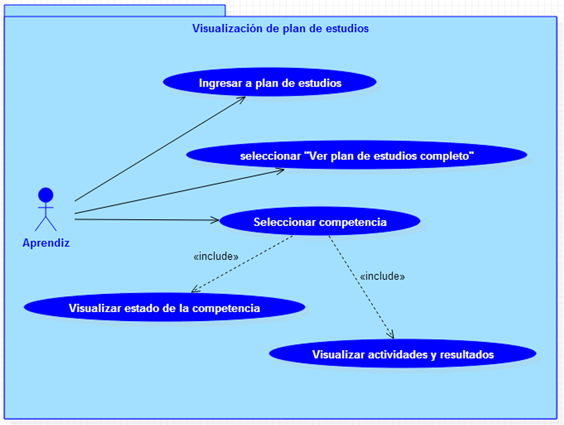 Visualización de plan de estudios
Ingresar a plan de estudios
seleccionar "Ver plan de estudios completo"
Seleccionar competencia
Aprendiz
«include»
«include»
Visualizar estado de la competencia
Visualizar actividades y resultados